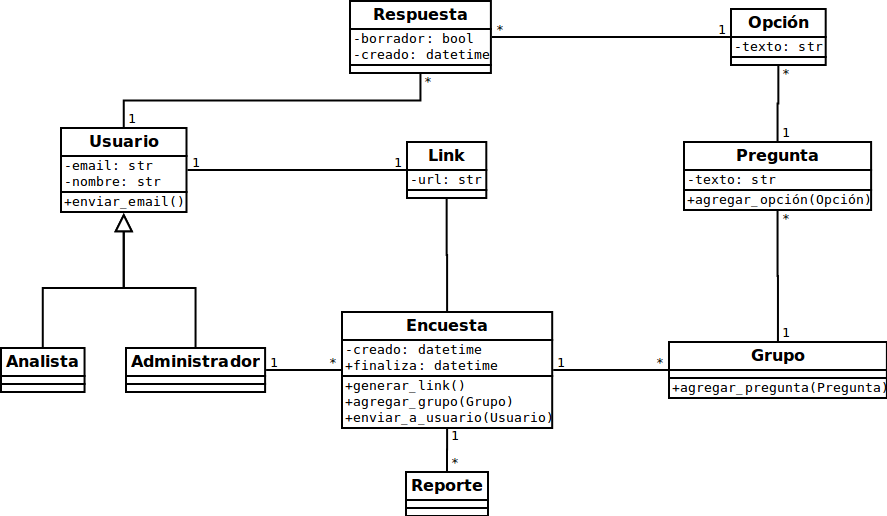 Respuesta
-borrador: bool
-creado: datetime
*
1
Opción
-texto: str
*
*
1
1
Usuario
-email: str
-nombre: str
+enviar_email()
1
1
Link
-url: str
Pregunta
-texto: str
+agregar_opción(Opción)
*
1
Analista
Administrador
1
*
Encuesta
-creado: datetime
+finaliza: datetime
+generar_link()
+agregar_grupo(Grupo)
+enviar_a_usuario(Usuario)
1
*
Grupo
+agregar_pregunta(Pregunta)
1
*
Reporte